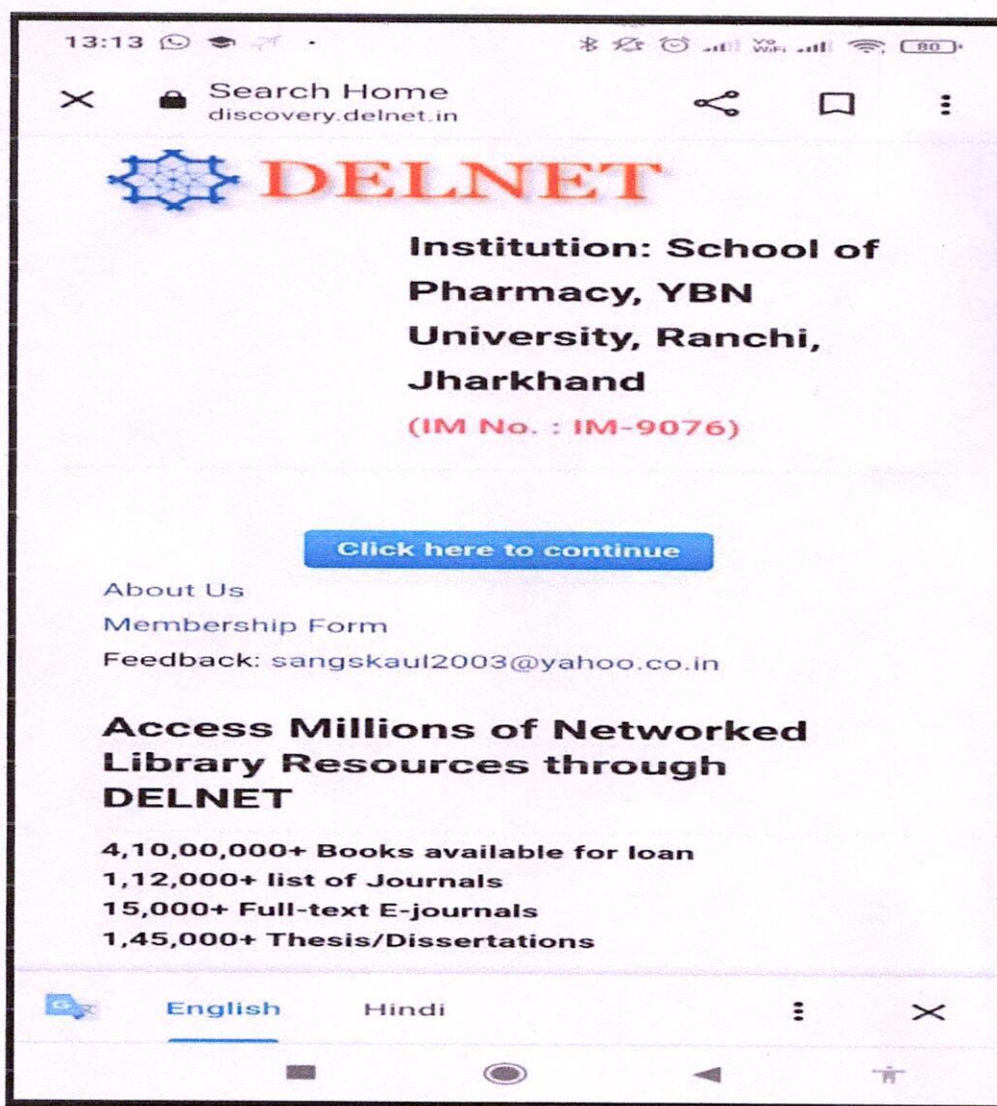 13:13
Vo
WiFi
80
Search Home
discovery.delnet.in
DELNET
Institution: School of
Pharmacy, YBN
University, Ranchi,
Jharkhand
(IM No. : IM-9076)
Click here to continue
About Us
Membership Form
Feedback: sangskaul2003@yahoo.co.in
Access Millions of Networked
Library Resources through
DELNET
4,10,00,000+ Books available for loan
1,12,000+ list of Journals
15,000+ Full-text E-journals
1,45,000+ Thesis/Dissertations
G
English Hindi